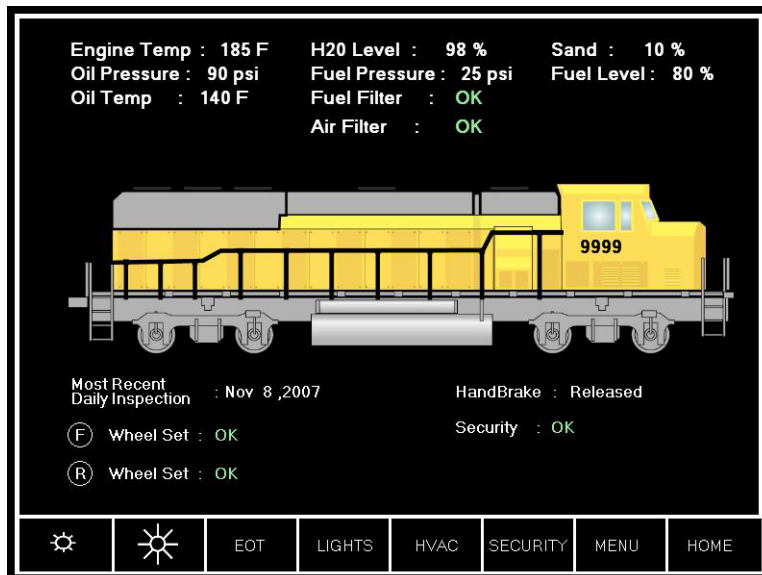 Engine Temp : 185 F H20 Level : 98 % Sand : 10 %
Oil Pressure : 90 psi Fuel Pressure : 25 psi Fuel Level : 80 %
Oil Temp : 140 F Fuel Filter : OK
Air Filter : OK
9999
Most Recent
Daily Inspection : Nov 8 ,2007 HandBrake : Released
F Wheel Set : OK Security : OK
R Wheel Set : OK
EOT LIGHTS HVAC SECURITY MENU HOME